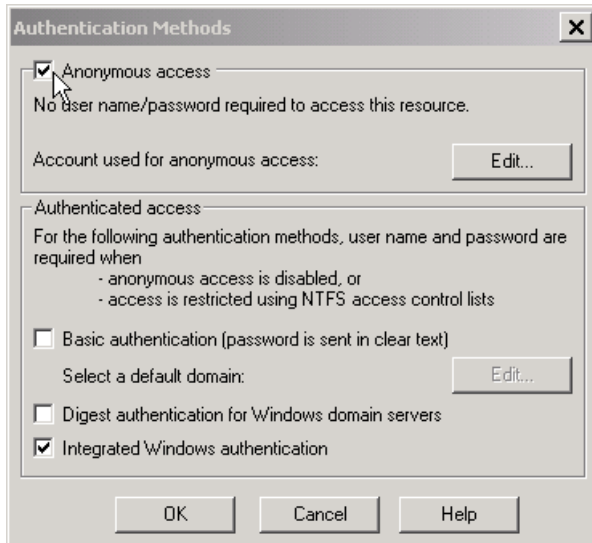 Authentication Methods
Anonymous access
No user name/password required to access this resource.
Account used for anonymous access:
Edit...
Authenticated access
For the following authentication methods, user name and password are
required when
- anonymous access is disabled, or
- access is restricted using NTFS access control lists
Basic authentication (password is sent in clear text)
Select a default domain:
Edit...
Digest authentication for Windows domain servers
Integrated Windows authentication
OK
Cancel
Help